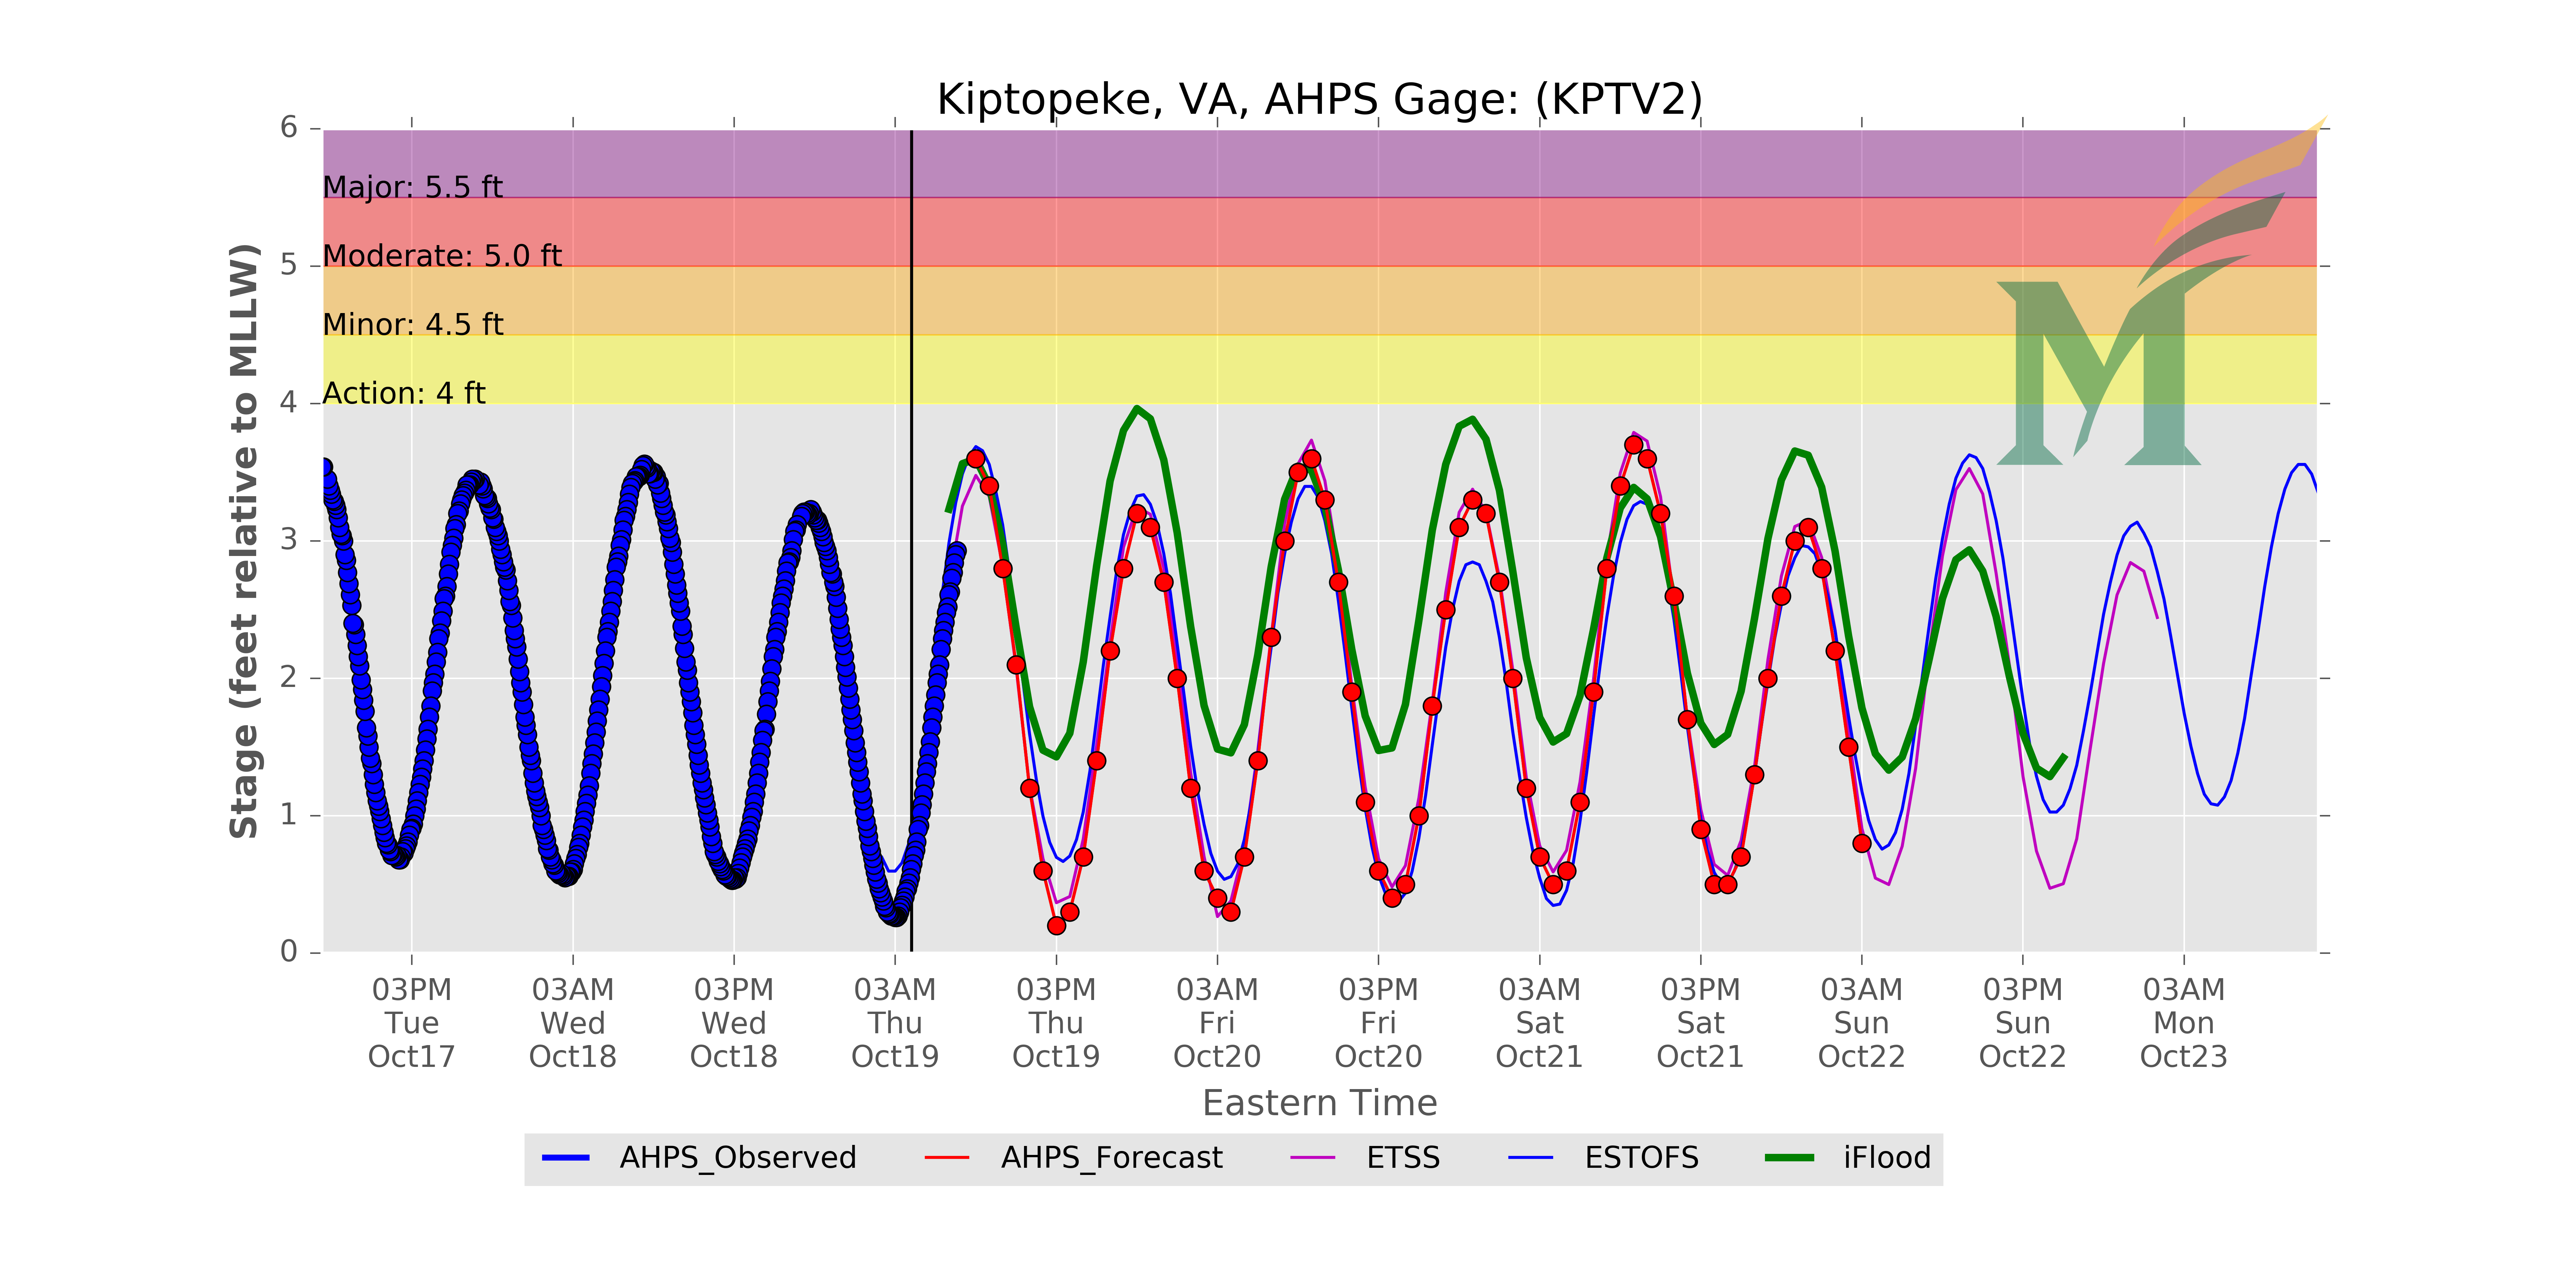 Kiptopeke, VA, AHPS Gage: (KPTV2)
Stage (feet relative to MLLW)
6
5
4
3
2
1
0
Major: 5.5 ft
Moderate: 5.0 ft
Minor: 4.5 ft
Action: 4 ft
M
03PM Tue Oct17
03AM Wed Oct18
03PM Wed Oct18
03AM Thu Oct19
03PM Thu Oct19
03AM Fri Oct20
03PM Fri Oct20
03AM Sat Oct21
03PM Sat Oct21
03AM Sun Oct22
03PM Sun Oct22
03AM Mon Oct23
Eastern Time
AHPS_Observed AHPS_Forecast ETSS ESTOFS iFlood